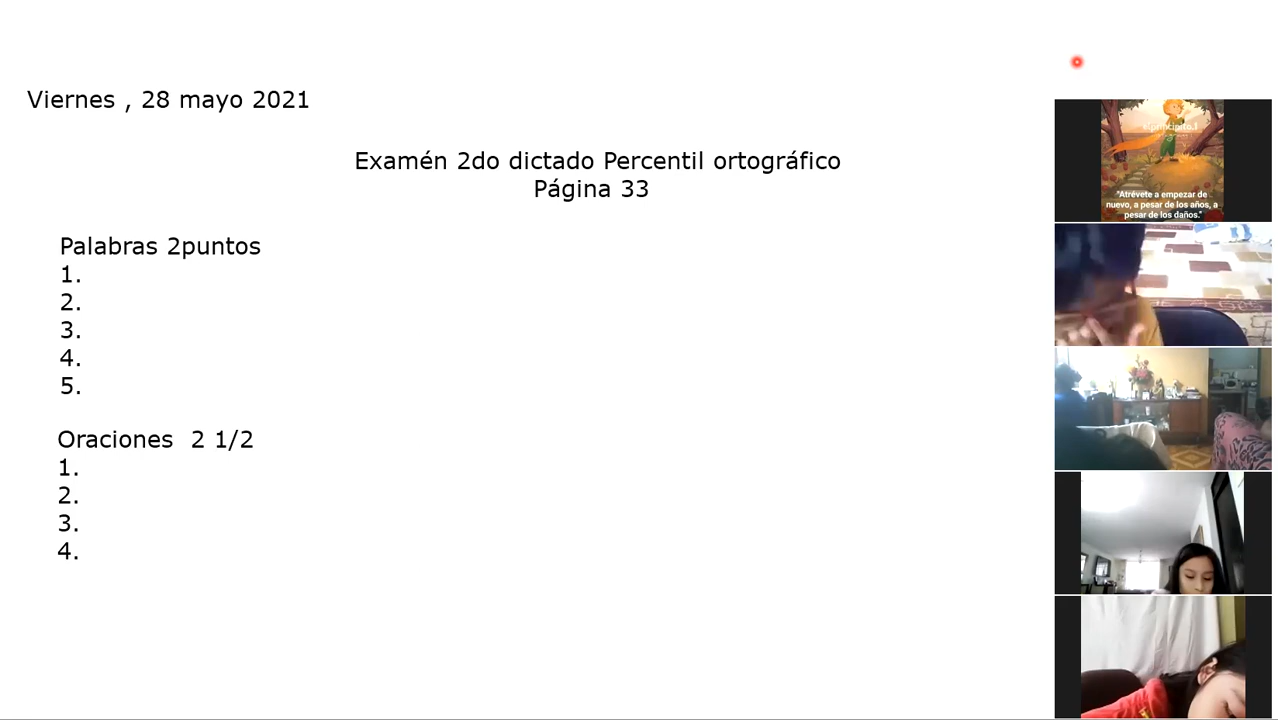 Viernes , 28 mayo 2021
Examén 2do dictado Percentil ortográfico
Página 33
Palabras 2puntos
1.
2.
3.
4.
5.
Oraciones  2 1/2
1.
2.
3.
4.
elprincipito.1
"Atrévete a empezar de
nuevo, a pesar de los años, a
pesar de los daños."